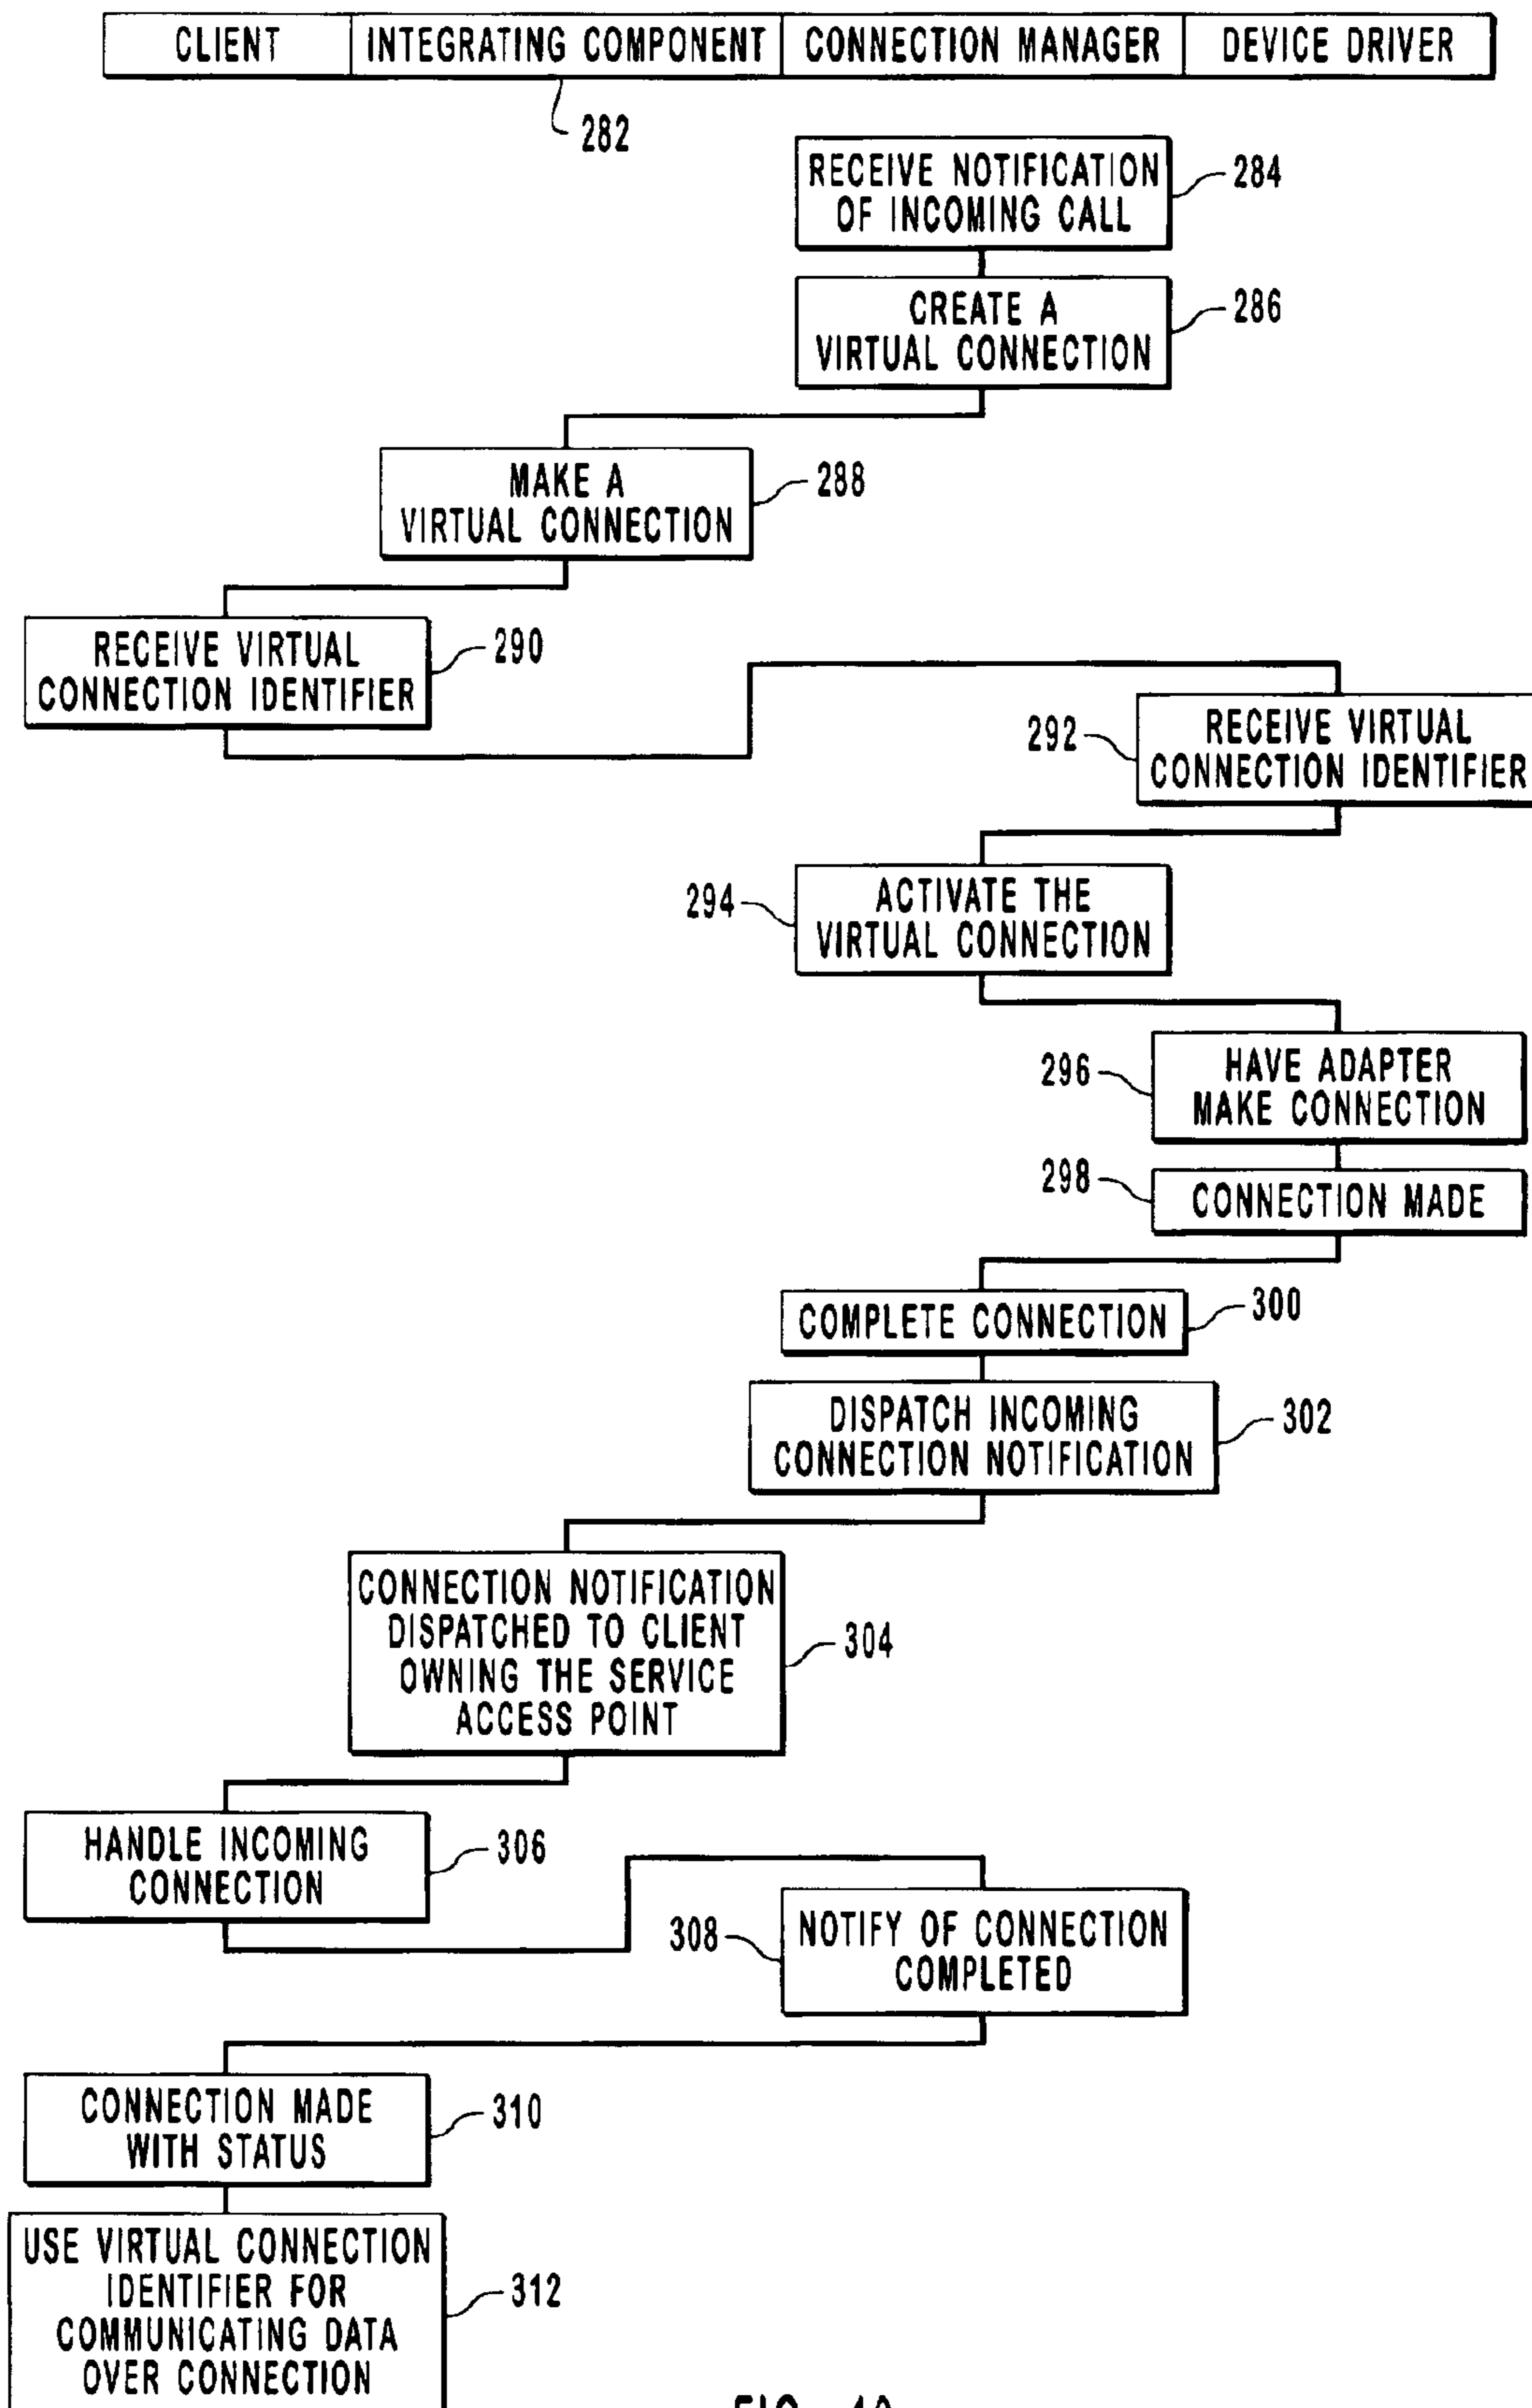 CLIENT INTEGRATING COMPONENT CONNECTION MANAGER DEVICE DRIVER
282
RECEIVE NOTIFICATION
OF INCOMING CALL
284
CREATE A
VIRTUAL CONNECTION
286
MAKE A
VIRTUAL CONNECTION
288
RECEIVE VIRTUAL
CONNECTION IDENTIFIER
290
292
RECEIVE VIRTUAL
CONNECTION IDENTIFIER
294
ACTIVATE THE
VIRTUAL CONNECTION
296
HAVE ADAPTER
MAKE CONNECTION
298
CONNECTION MADE
COMPLETE CONNECTION
300
DISPATCH INCOMING
CONNECTION NOTIFICATION
302
CONNECTION NOTIFICATION
DISPATCHED TO CLIENT
OWNING THE SERVICE
ACCESS POINT
304
HANDLE INCOMING
CONNECTION
306
308
NOTIFY OF CONNECTION
COMPLETED
CONNECTION MADE
WITH STATUS
310
USE VIRTUAL CONNECTION
IDENTIFIER FOR
COMMUNICATING DATA
OVER CONNECTION
312